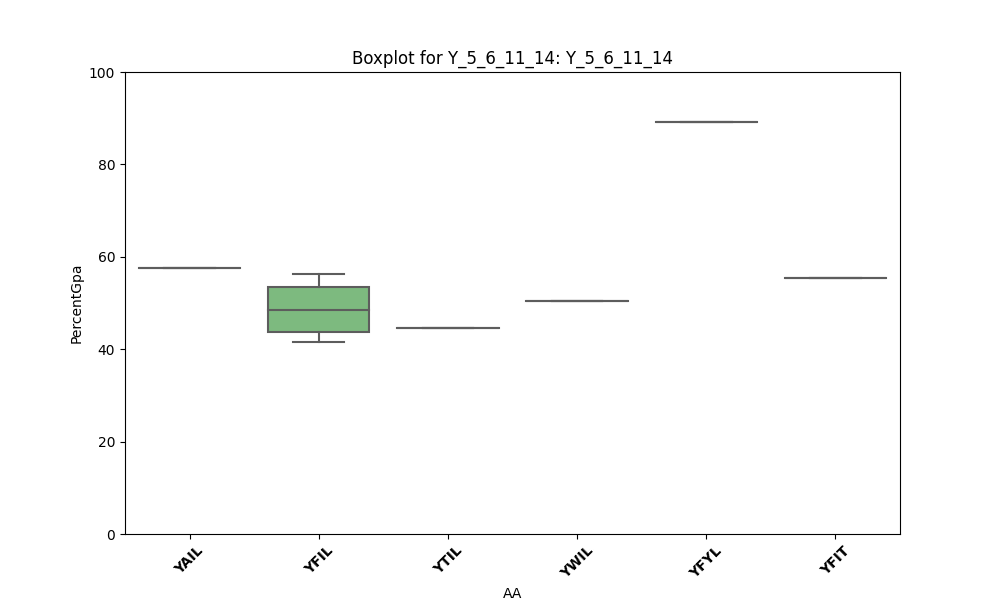 Boxplot for Y_5_6_11_14: Y_5_6_11_14
100
80
60
40
20
0
PercentGpa
YAIL
YFIL
YTIL
YWIL
YFYL
YFIT
AA